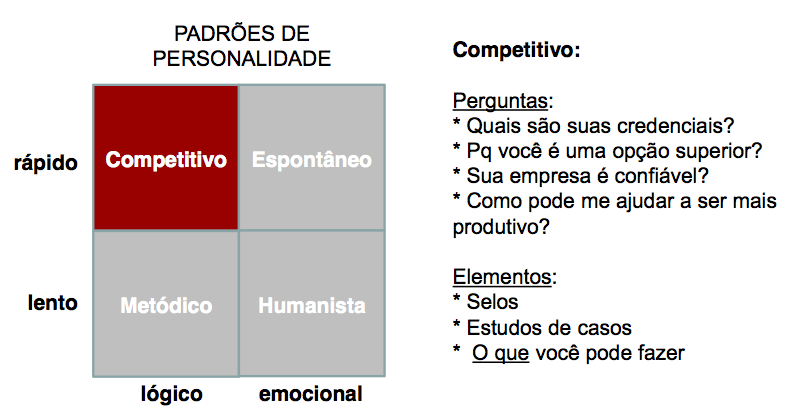 PADRÕES DE
PERSONALIDADE
rápido
Competitivo
Espontâneo
lento
Metódico
Humanista
lógico
emocional
Competitivo:
Perguntas:
* Quais são suas credenciais?
* Pq você é uma opção superior?
* Sua empresa é confiável?
* Como pode me ajudar a ser mais
produtivo?
Elementos:
* Selos
* Estudos de casos
* O que você pode fazer